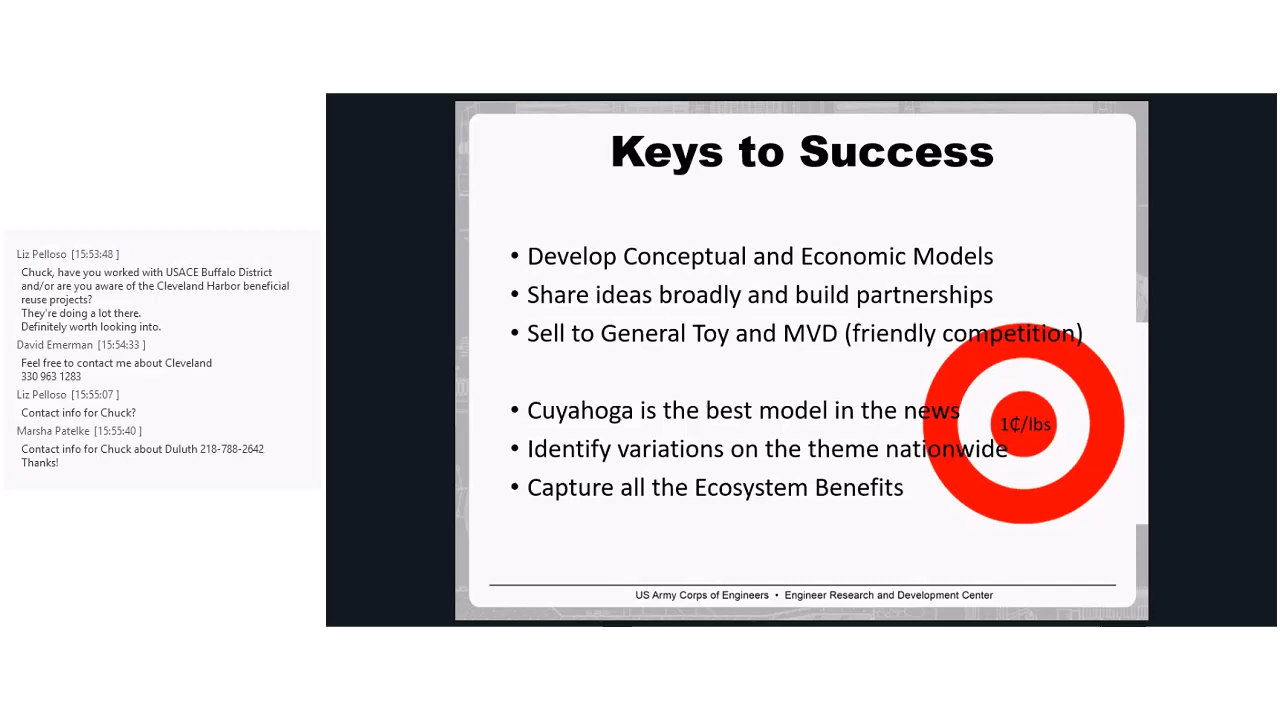 Liz Pelloso [15:53:48 ]
Chuck, have you worked with USACE Buffalo District
and/or are you aware of the Cleveland Harbor beneficial
reuse projects?
They're doing a lot there.
Definitely worth looking into.
David Emerman [15:54:33 ]
Feel free to contact me about Cleveland
330 963 1283
Liz Pelloso [15:55:07 ]
Contact info for Chuck?
Marsha Patelke [15:55:40 ]
Contact info for Chuck about Duluth 218-788-2642
Thanks!
Keys to Success
• Develop Conceptual and Economic Models
• Share ideas broadly and build partnerships
• Sell to General Toy and MVD (friendly competition)
• Cuyahoga is the best model in the news
• Identify variations on the theme nationwide
• Capture all the Ecosystem Benefits
1₵/lbs
US Army Corps of Engineers • Engineer Research and Development Center